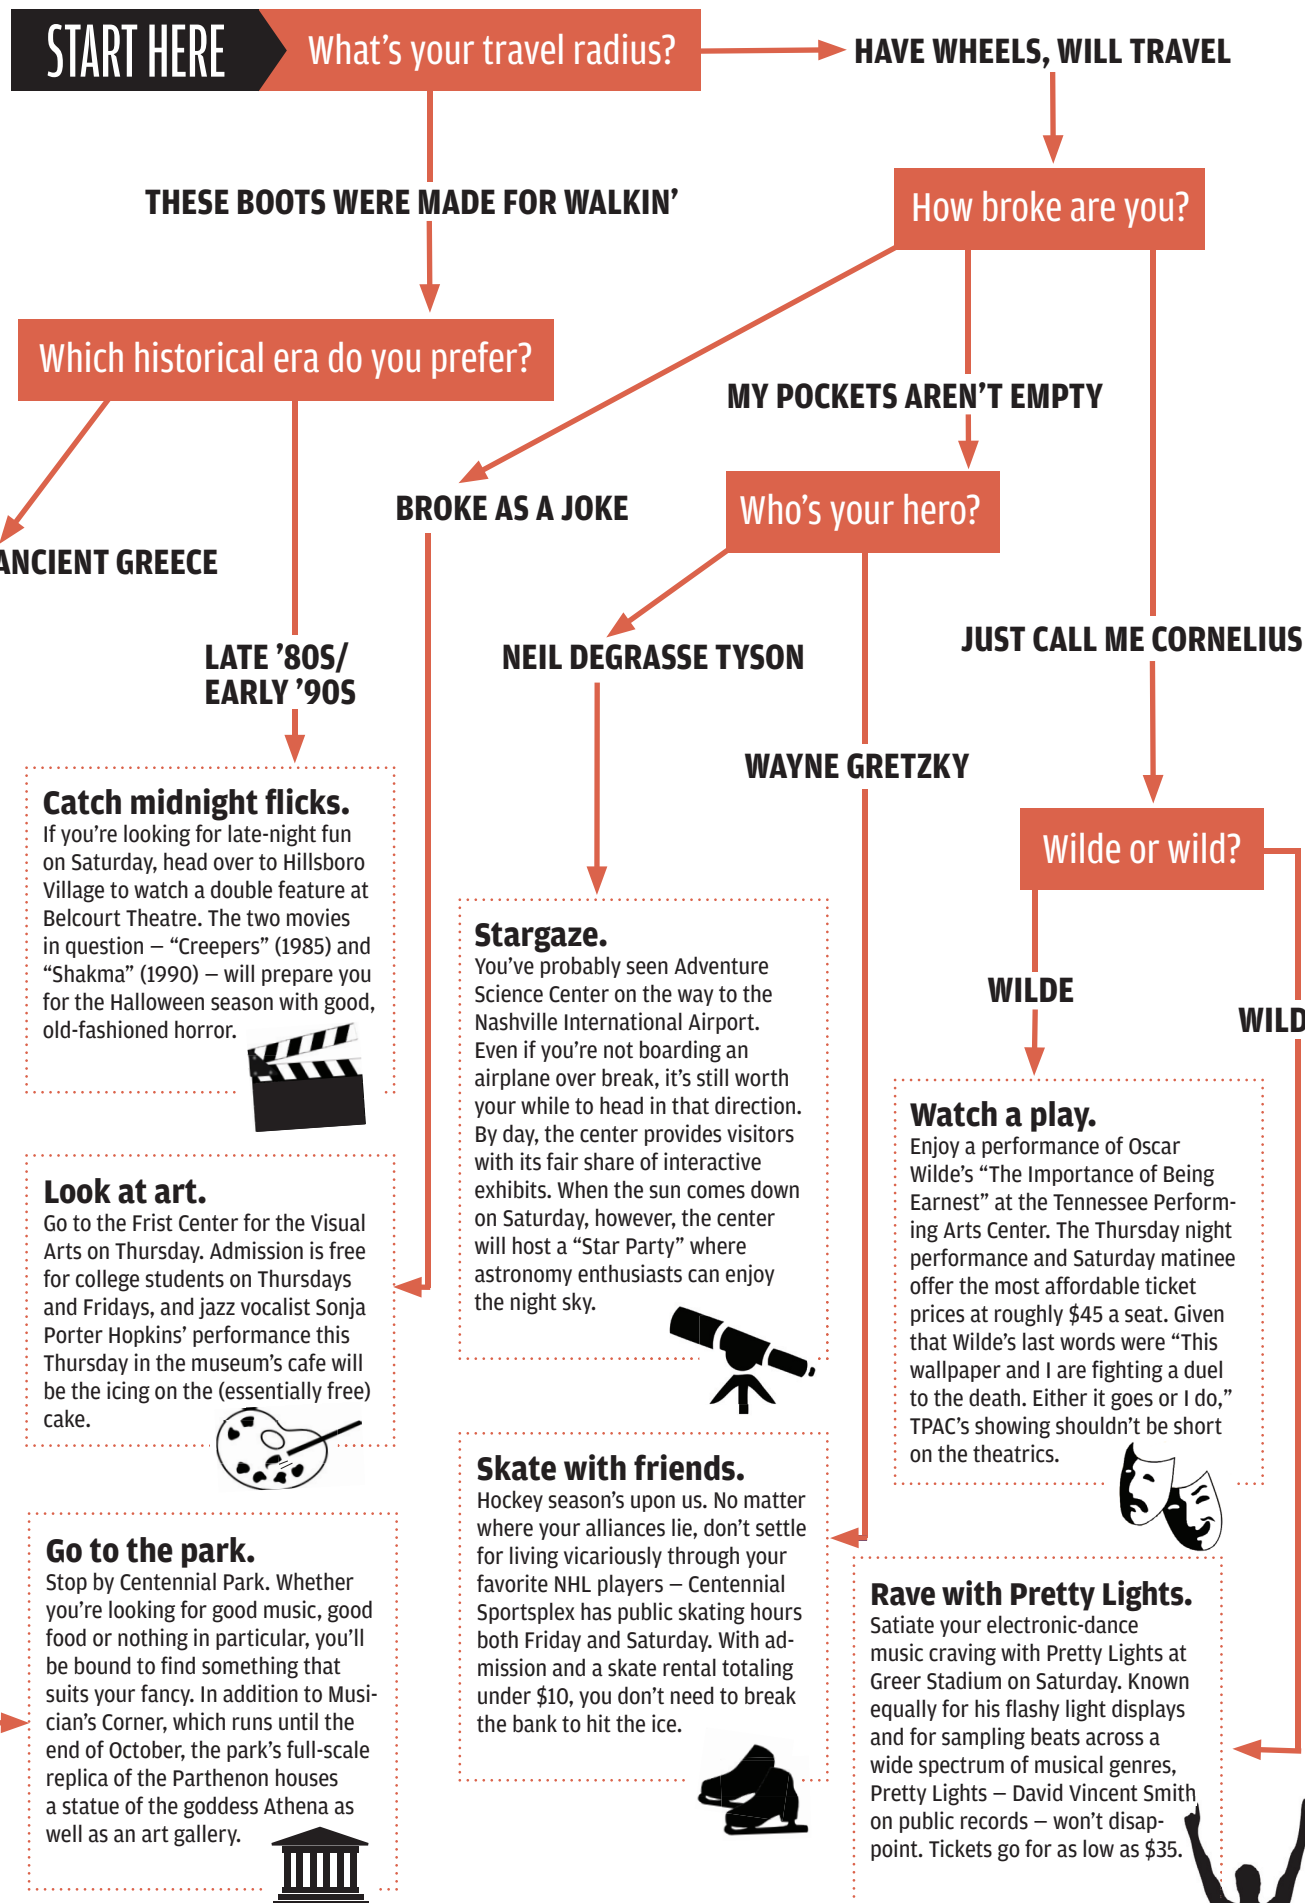 START HERE
What's your travel radius?
HAVE WHEELS, WILL TRAVEL
THESE BOOTS WERE MADE FOR WALKIN'
How broke are you?
Which historical era do you prefer?
MY POCKETS AREN'T EMPTY
BROKE AS A JOKE
Who's your hero?
ANCIENT GREECE
JUST CALL ME CORNELIUS
LATE '80S/
EARLY '90S
NEIL DEGRASSE TYSON
WAYNE GRETZKY
Wilde or wild?
WILDE
WILD
Catch midnight flicks.
If you're looking for late-night fun
on Saturday, head over to Hillsboro
Village to watch a double feature at
Belcourt Theatre. The two movies
in question — “Creepers” (1985) and
“Shakma” (1990) — will prepare you
for the Halloween season with good,
old-fashioned horror.
Look at art.
Go to the Frist Center for the Visual
Arts on Thursday. Admission is free
for college students on Thursdays
and Fridays, and jazz vocalist Sonja
Porter Hopkins' performance this
Thursday in the museum's cafe will
be the icing on the (essentially free)
cake.
Go to the park.
Stop by Centennial Park. Whether
you're looking for good music, good
food or nothing in particular, you'll
be bound to find something that
suits your fancy. In addition to Musi-
cian's Corner, which runs until the
end of October, the park's full-scale
replica of the Parthenon houses
a statue of the goddess Athena as
well as an art gallery.
Stargaze.
You've probably seen Adventure
Science Center on the way to the
Nashville International Airport.
Even if you're not boarding an
airplane over break, it's still worth
your while to head in that direction.
By day, the center provides visitors
with its fair share of interactive
exhibits. When the sun comes down
on Saturday, however, the center
will host a “Star Party” where
astronomy enthusiasts can enjoy
the night sky.
Skate with friends.
Hockey season's upon us. No matter
where your alliances lie, don't settle
for living vicariously through your
favorite NHL players — Centennial
Sportsplex has public skating hours
both Friday and Saturday. With ad-
mission and a skate rental totaling
under $10, you don't need to break
the bank to hit the ice.
Watch a play.
Enjoy a performance of Oscar
Wilde's “The Importance of Being
Earnest” at the Tennessee Perform-
ing Arts Center. The Thursday night
performance and Saturday matinee
offer the most affordable ticket
prices at roughly $45 a seat. Given
that Wilde's last words were “This
wallpaper and I are fighting a duel
to the death. Either it goes or I do,”
TPAC's showing shouldn't be short
on the theatrics.
Rave with Pretty Lights.
Satiate your electronic-dance
music craving with Pretty Lights at
Greer Stadium on Saturday. Known
equally for his flashy light displays
and for sampling beats across a
wide spectrum of musical genres,
Pretty Lights — David Vincent Smith
on public records — won't disap-
point. Tickets go for as low as $35.